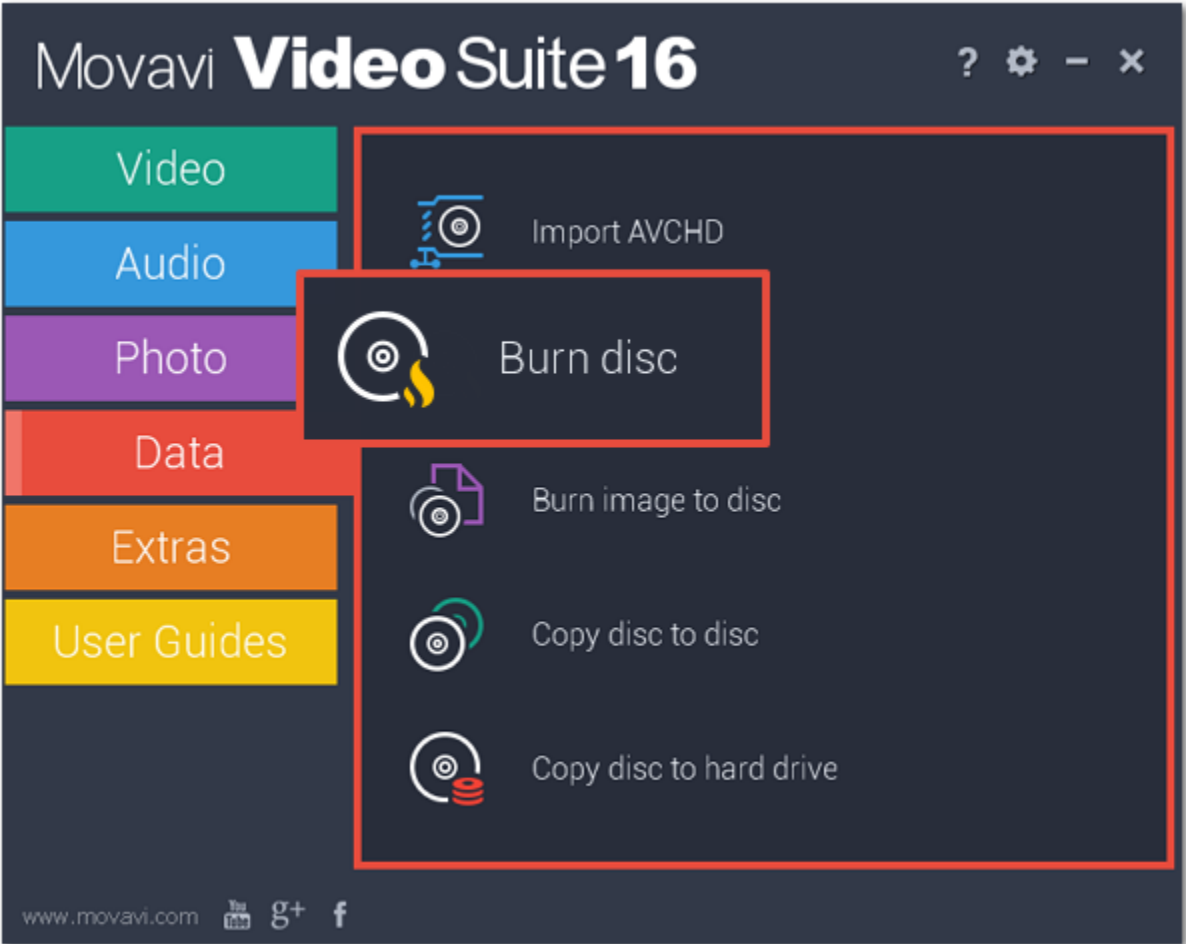 Movavi Video Suite 16
?
Video
Audio
Photo
Data
Extras
User Guides
Import AVCHD
Burn disc
Burn image to disc
Copy disc to disc
Copy disc to hard drive
www.movavi.com You Tube g+ f